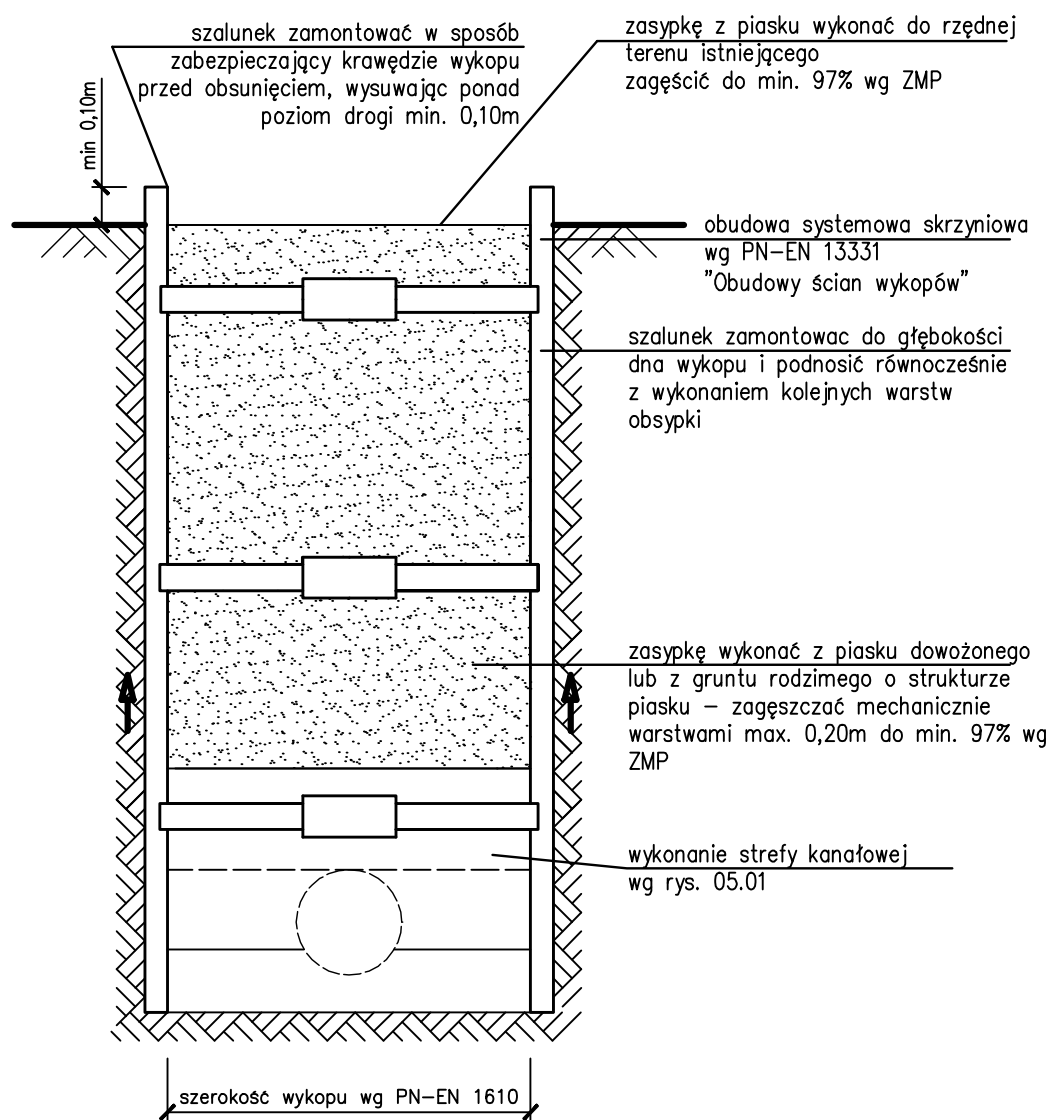 szalunek zamontować w sposób
zabezpieczający krawędzie wykopu
przed obsunięciem, wysuwając ponad
poziom drogi min. 0,10m
zasypkę z piasku wykonać do rzędnej
terenu istniejącego
zagęścić do min. 97% wg ZMP
min 0,10m
obudowa systemowa skrzyniowa
wg PN-EN 13331
"Obudowy ścian wykopów"
szalunek zamontowac do głębokości
dna wykopu i podnosić równocześnie
z wykonaniem kolejnych warstw
obsypki
zasypkę wykonać z piasku dowożonego
lub z gruntu rodzimego o strukturze
piasku – zagęszczać mechanicznie
warstwami max. 0,20m do min. 97% wg
ZMP
wykonanie strefy kanałowej
wg rys. 05.01
szerokość wykopu wg PN-EN 1610